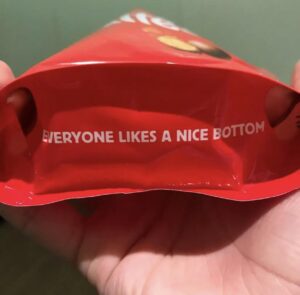 EVERYONE LIKES A NICE BOTTOM